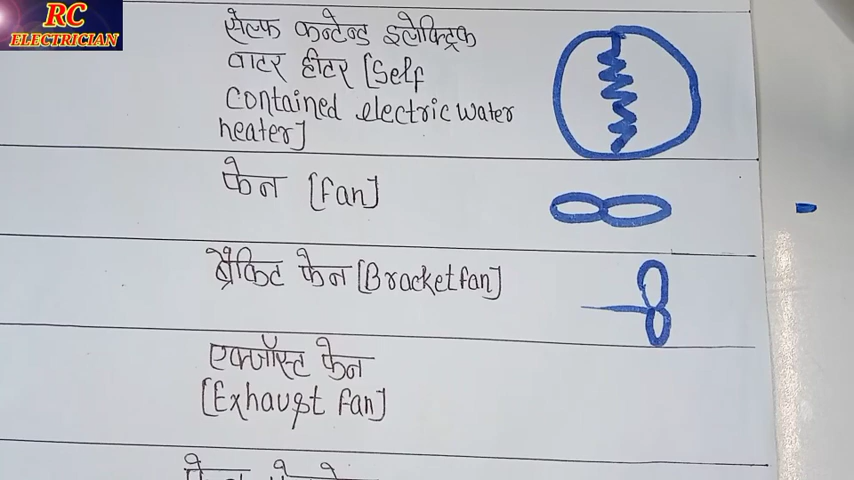 RC
ELECTRICIAN
सेल्फ कन्टेन्ड इलेक्ट्रिक
वाटर हीटर [Self
contained electric water
heater]
फेन [fan]
ब्रेकिट फेन [Bracket fan]
एक्जॉस्ट फेन
[Exhaust fan]